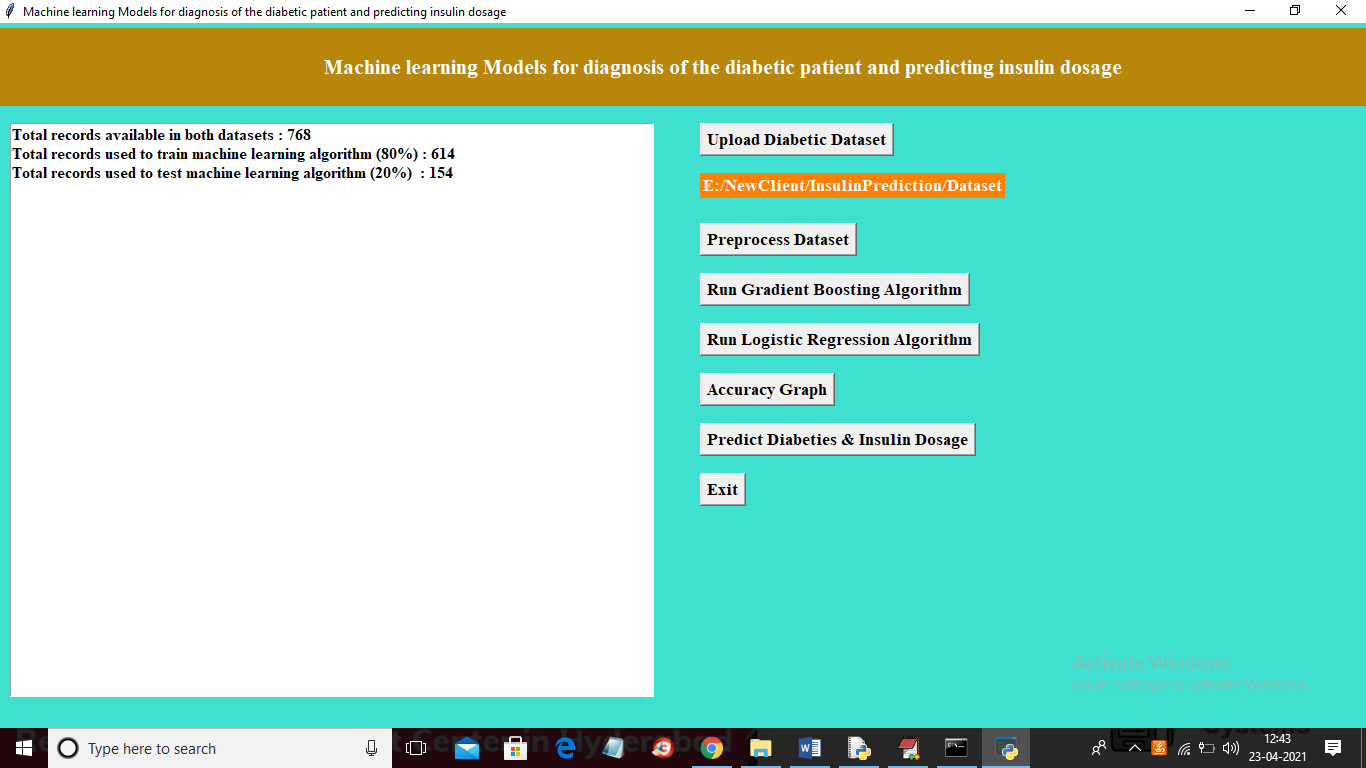 Machine learning Models for diagnosis of the diabetic patient and predicting insulin dosage
Machine learning Models for diagnosis of the diabetic patient and predicting insulin dosage
Total records available in both datasets : 768
Total records used to train machine learning algorithm (80%) : 614
Total records used to test machine learning algorithm (20%)  : 154
Upload Diabetic Dataset
E:/NewClient/InsulinPrediction/Dataset
Preprocess Dataset
Run Gradient Boosting Algorithm
Run Logistic Regression Algorithm
Accuracy Graph
Predict Diabeties & Insulin Dosage
Exit
Activate Windows
Go to Settings to activate Windows.
Systems
Type here to search
t Center in Hyderabad
12:43
23-04-2021